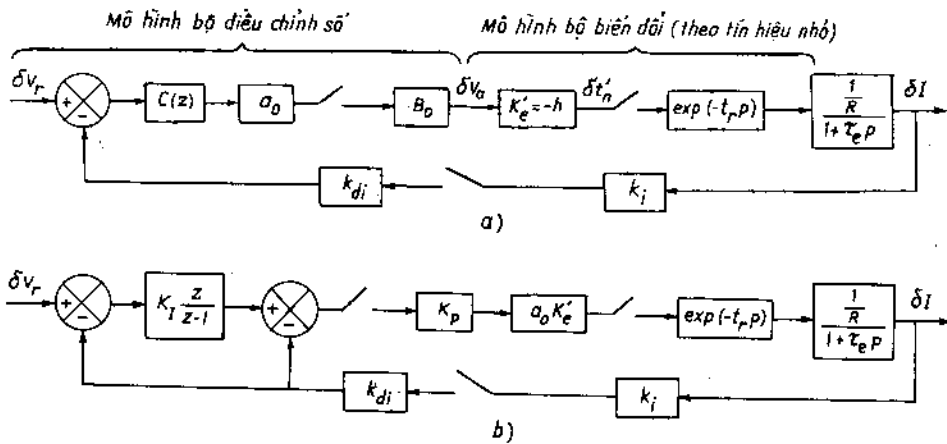 Mô hình bộ điều chỉnh số
Mô hình bộ biến đổi (theo tín hiệu nhỏ)
δv_r
+
−
C(z)
a_0
B_0
δv_a
K'_e = -h
δt'_n
exp(-t_r p)
1/R
1+τ_e p
δI
k_di
k_i
a)
δv_r
+
−
K_I z/(z-1)
+
−
K_p
a_0 K'_e
exp(-t_r p)
1/R
1+τ_e p
δI
k_di
k_i
b)